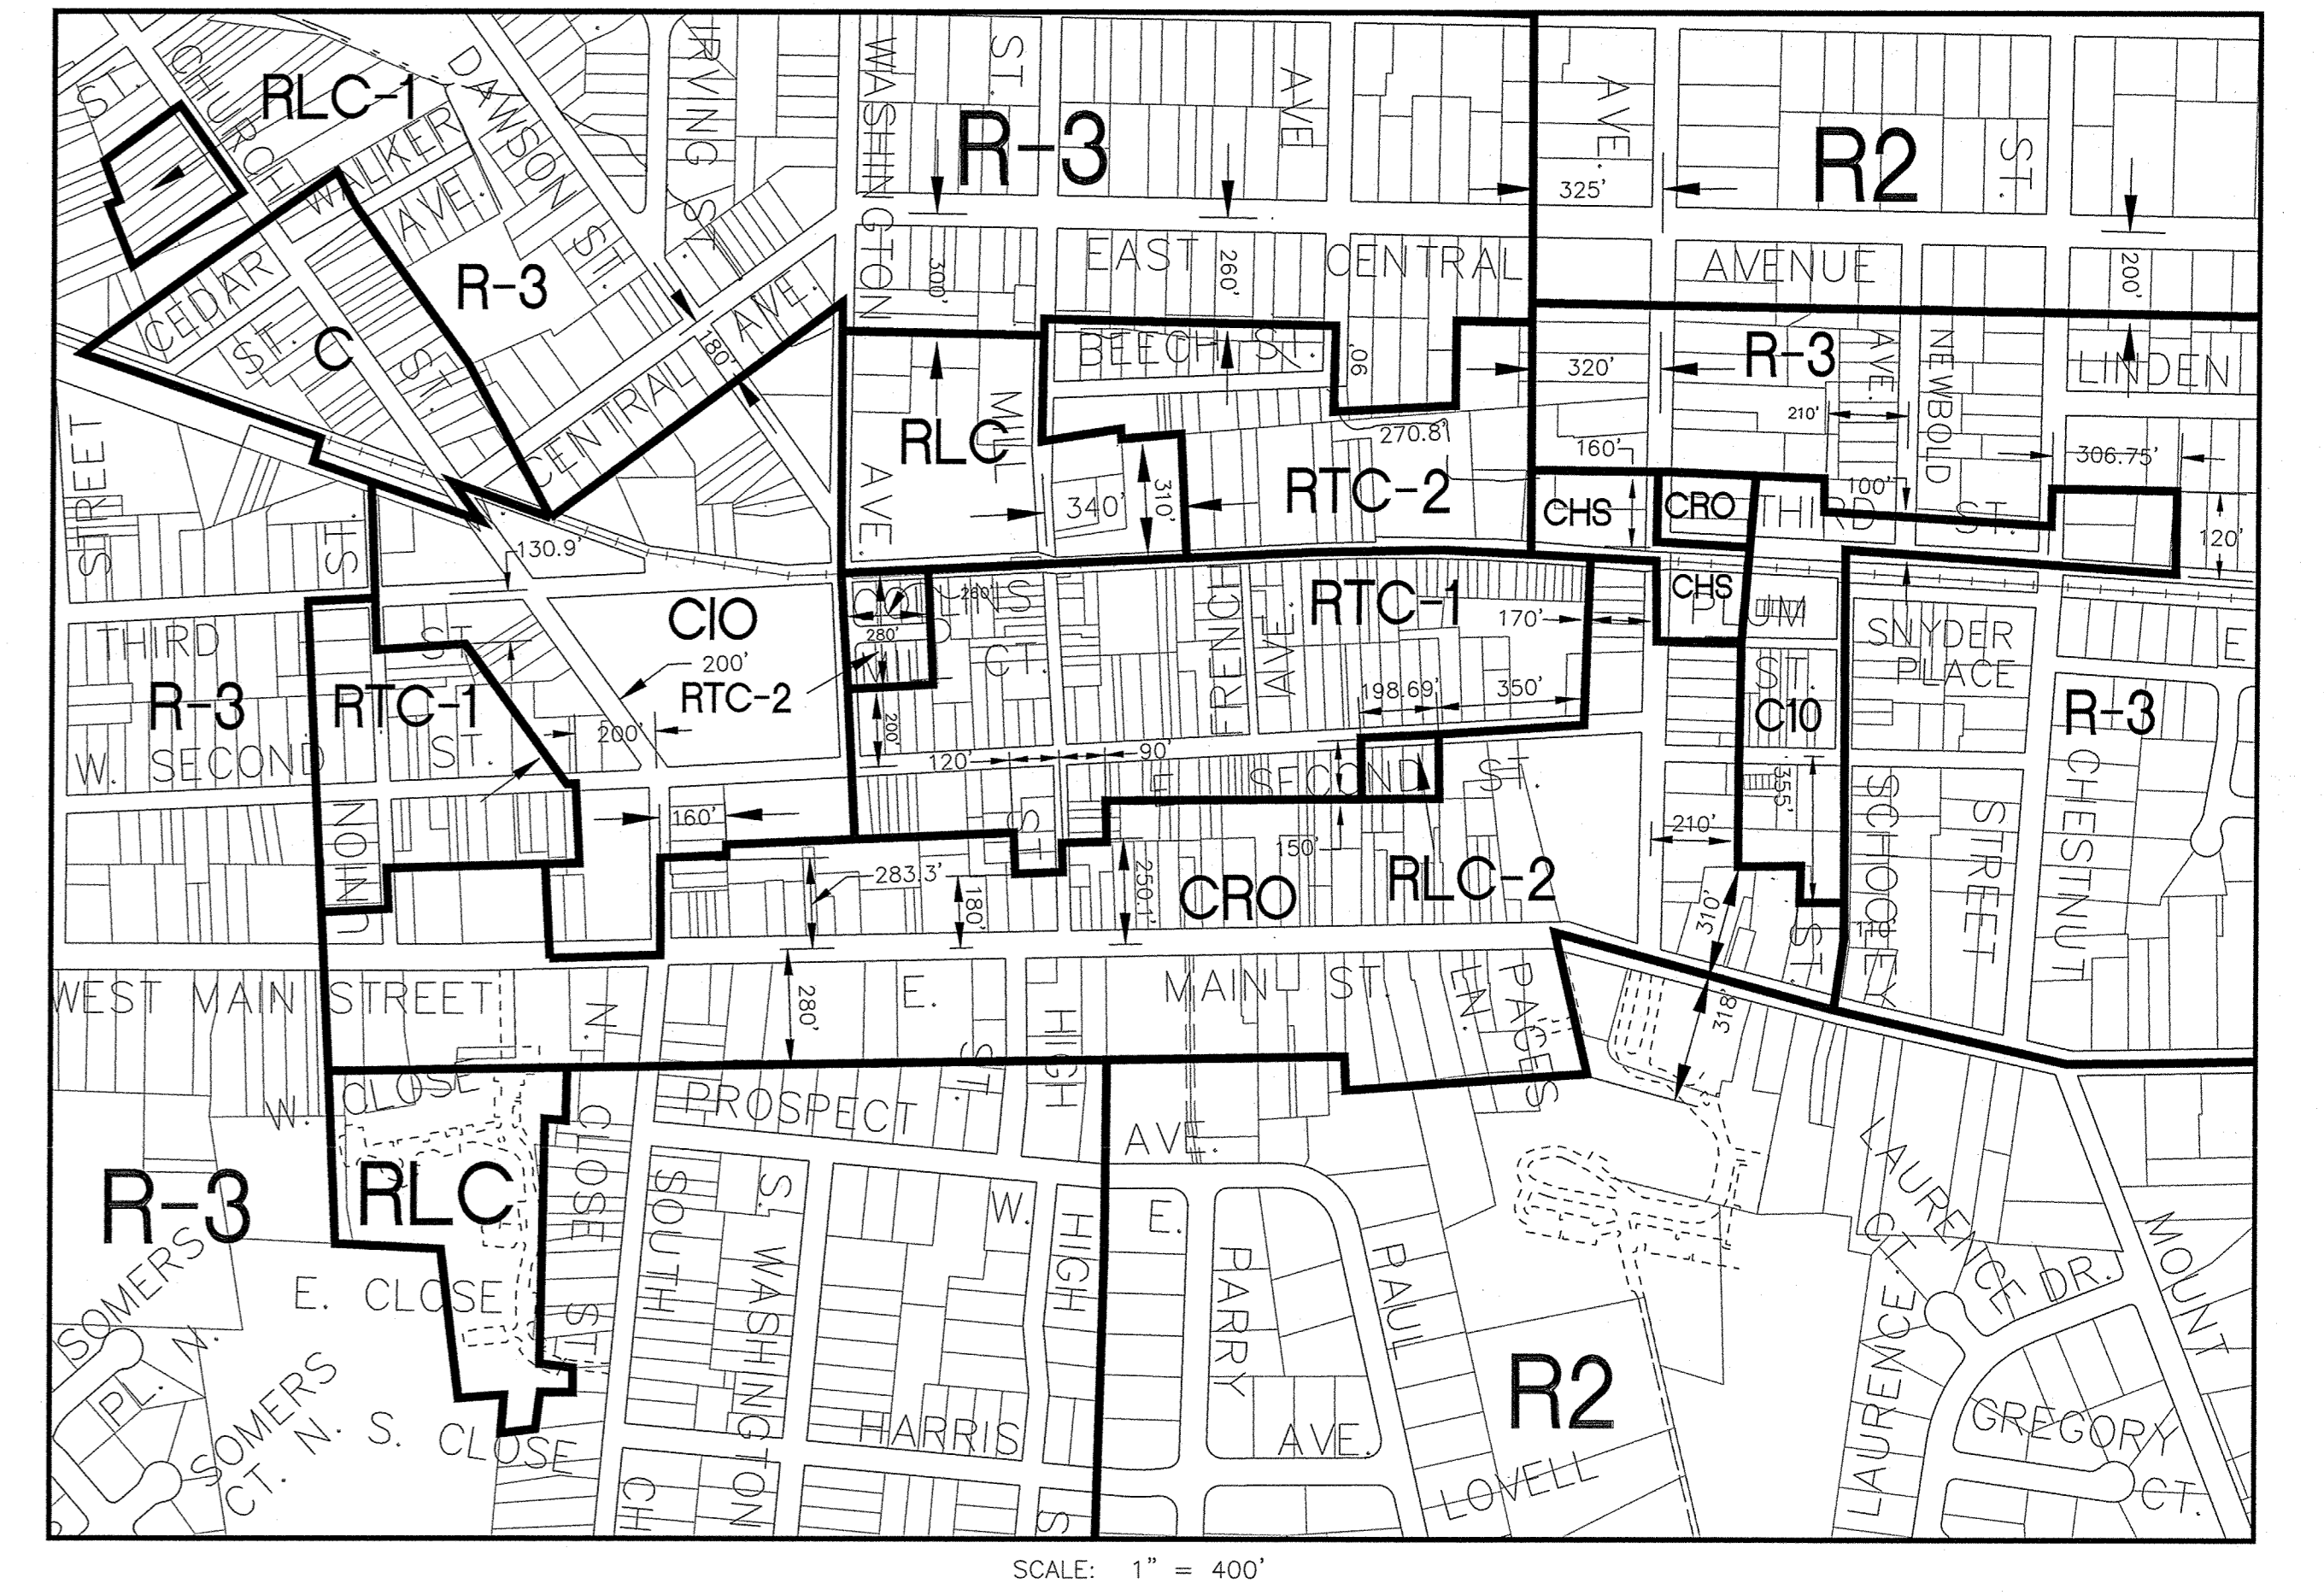 ST.
CHURCH
RLC-1
DAWSON
ST.
IRVING
ST.
WASHINGTON
AVE.
ST.
R-3
AVE
AVE.
R2
ST.
325'
WALKER
AVE.
R-3
CEDAR
ST.
C
ST.
CENTRAL AVE.
180'
300'
EAST CENTRAL AVENUE
260'
200'
BEECH ST.
90'
320'
R-3
AVE.
NEWBOLD
LINDEN
RLC
MILL
340'
310'
RTC-2
270.8'
160'
210'
306.75'
100'
CHS
CRO
THIRD ST.
120'
STREET
ST.
130.9'
CIO
200'
RTC-2
COLLINS
260'
280'
CT.
FRENCH
AVE.
RTC-1
170'
CHS
PLUM
ST.
SNYDER
PLACE
E
THIRD
ST.
R-3
RTC-1
W. SECOND
ST.
200'
200'
198.69'
350'
C10
R-3
120'
90'
E SECOND ST.
355'
UNION
160'
ST
283.3'
180'
250.1'
150'
CRO
RLC-2
210'
310'
110'
SCHOOLEY
ST.
STREET
CHESTNUT
WEST MAIN STREET
N.
280'
E. MAIN ST.
PACES
LN.
318'
W. CLOSE
CLOSE
ST.
PROSPECT
ST.
HIGH
AVE.
R-3
RLC
SOUTH
S.
WASHINGTON
W.
HIGH
E.
PARRY
PAUL
LAURENCE
CT.
DR.
MOUNT
SOMERS
PL. N.
E. CLOSE
SOMERS
CT. N.
S. CLOSE
CH
HARRIS
S
AVE.
R2
LOVELL
LAURENCE
GREGORY
CT.
SCALE: 1" = 400'